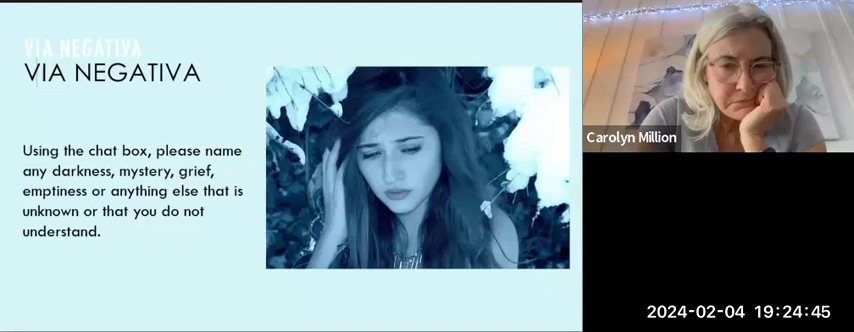 VIA NEGATIVA
VIA NEGATIVA
Using the chat box, please name
any darkness, mystery, grief,
emptiness or anything else that is
unknown or that you do not
understand.
Carolyn Million
2024-02-04 19:24:45